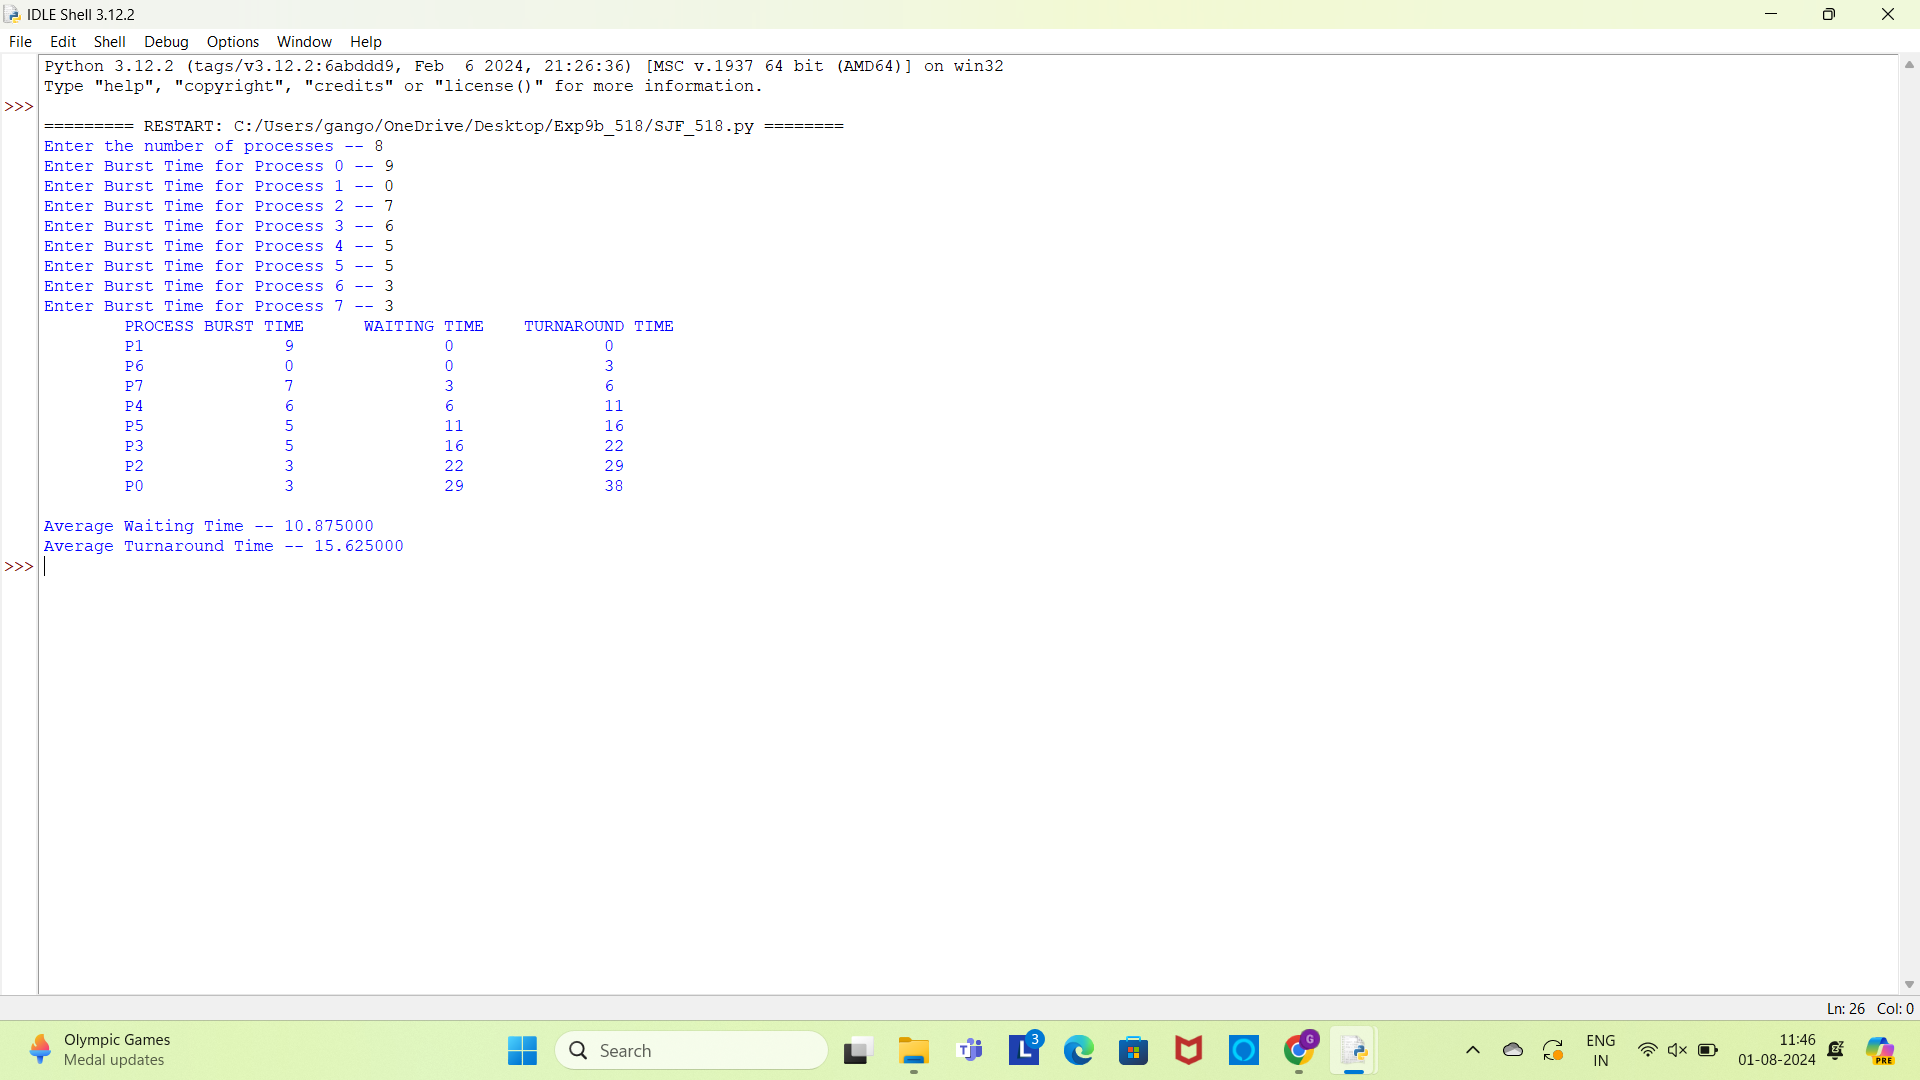 IDLE Shell 3.12.2
File Edit Shell Debug Options Window Help
Python 3.12.2 (tags/v3.12.2:6abddd9, Feb  6 2024, 21:26:36) [MSC v.1937 64 bit (AMD64)] on win32
Type "help", "copyright", "credits" or "license()" for more information.
>>>
========= RESTART: C:/Users/gango/OneDrive/Desktop/Exp9b_518/SJF_518.py ========
Enter the number of processes -- 8
Enter Burst Time for Process 0 -- 9
Enter Burst Time for Process 1 -- 0
Enter Burst Time for Process 2 -- 7
Enter Burst Time for Process 3 -- 6
Enter Burst Time for Process 4 -- 5
Enter Burst Time for Process 5 -- 5
Enter Burst Time for Process 6 -- 3
Enter Burst Time for Process 7 -- 3
PROCESS BURST TIME WAITING TIME TURNAROUND TIME
P1 9 0 0
P6 0 0 3
P7 7 3 6
P4 6 6 11
P5 5 11 16
P3 5 16 22
P2 3 22 29
P0 3 29 38
Average Waiting Time -- 10.875000
Average Turnaround Time -- 15.625000
>>>
Ln: 26 Col: 0
Olympic Games
Medal updates
Search
3
G
ENG
IN
11:46
01-08-2024
PRE